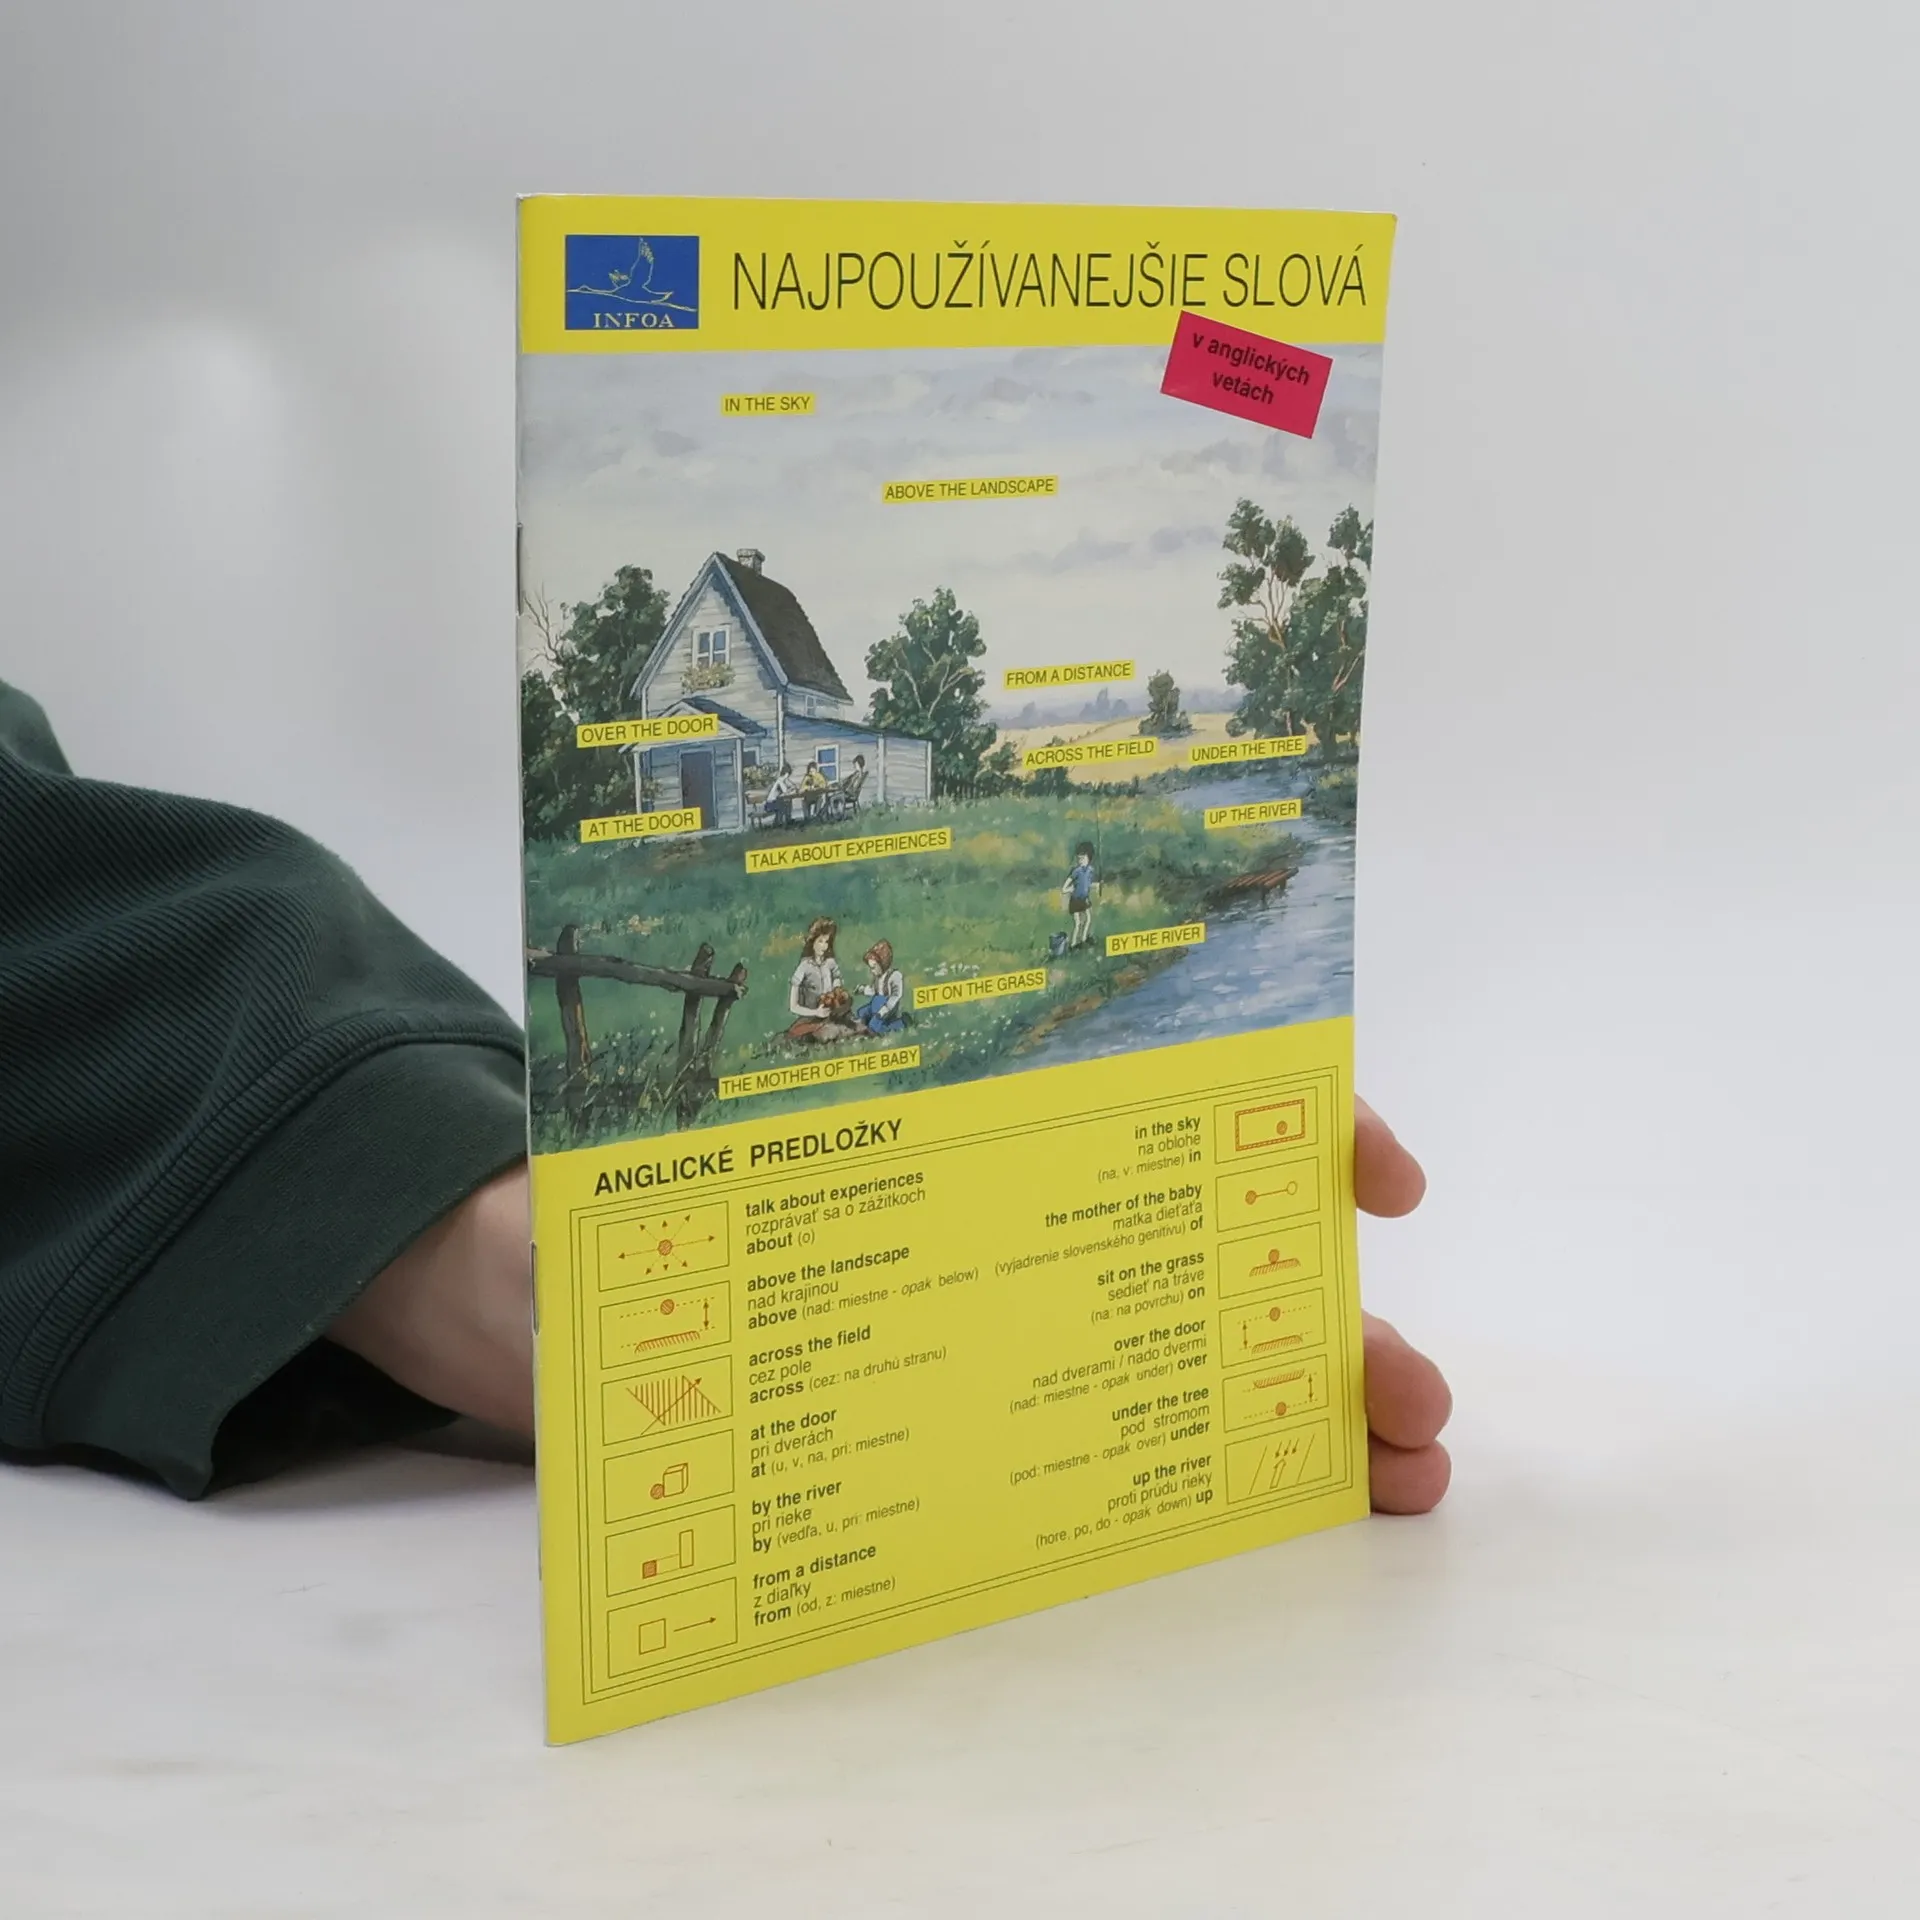 INFOA
NAJPOUŽÍVANEJŠIE SLOVÁ
v anglických
vetách
IN THE SKY
ABOVE THE LANDSCAPE
FROM A DISTANCE
OVER THE DOOR
ACROSS THE FIELD
UNDER THE TREE
AT THE DOOR
UP THE RIVER
TALK ABOUT EXPERIENCES
BY THE RIVER
SIT ON THE GRASS
THE MOTHER OF THE BABY
ANGLICKÉ PREDLOŽKY
talk about experiences
rozprávať sa o zážitkoch
about (o)
above the landscape
nad krajinou
above (nad: miestne - opak below)
across the field
cez pole
across (cez: na druhú stranu)
at the door
pri dverách
at (u, v, na, pri: miestne)
by the river
pri rieke
by (vedľa, u, pri: miestne)
from a distance
z diaľky
from (od, z: miestne)
in the sky
na oblohe
(na, v: miestne) in
the mother of the baby
matka dieťaťa
(vyjadrenie slovenského genitívu) of
sit on the grass
sedieť na tráve
(na: na povrchu) on
over the door
nad dverami / nado dvermi
(nad: miestne - opak under) over
under the tree
pod stromom
(pod: miestne - opak over) under
up the river
proti prúdu rieky
(hore, po, do - opak down) up